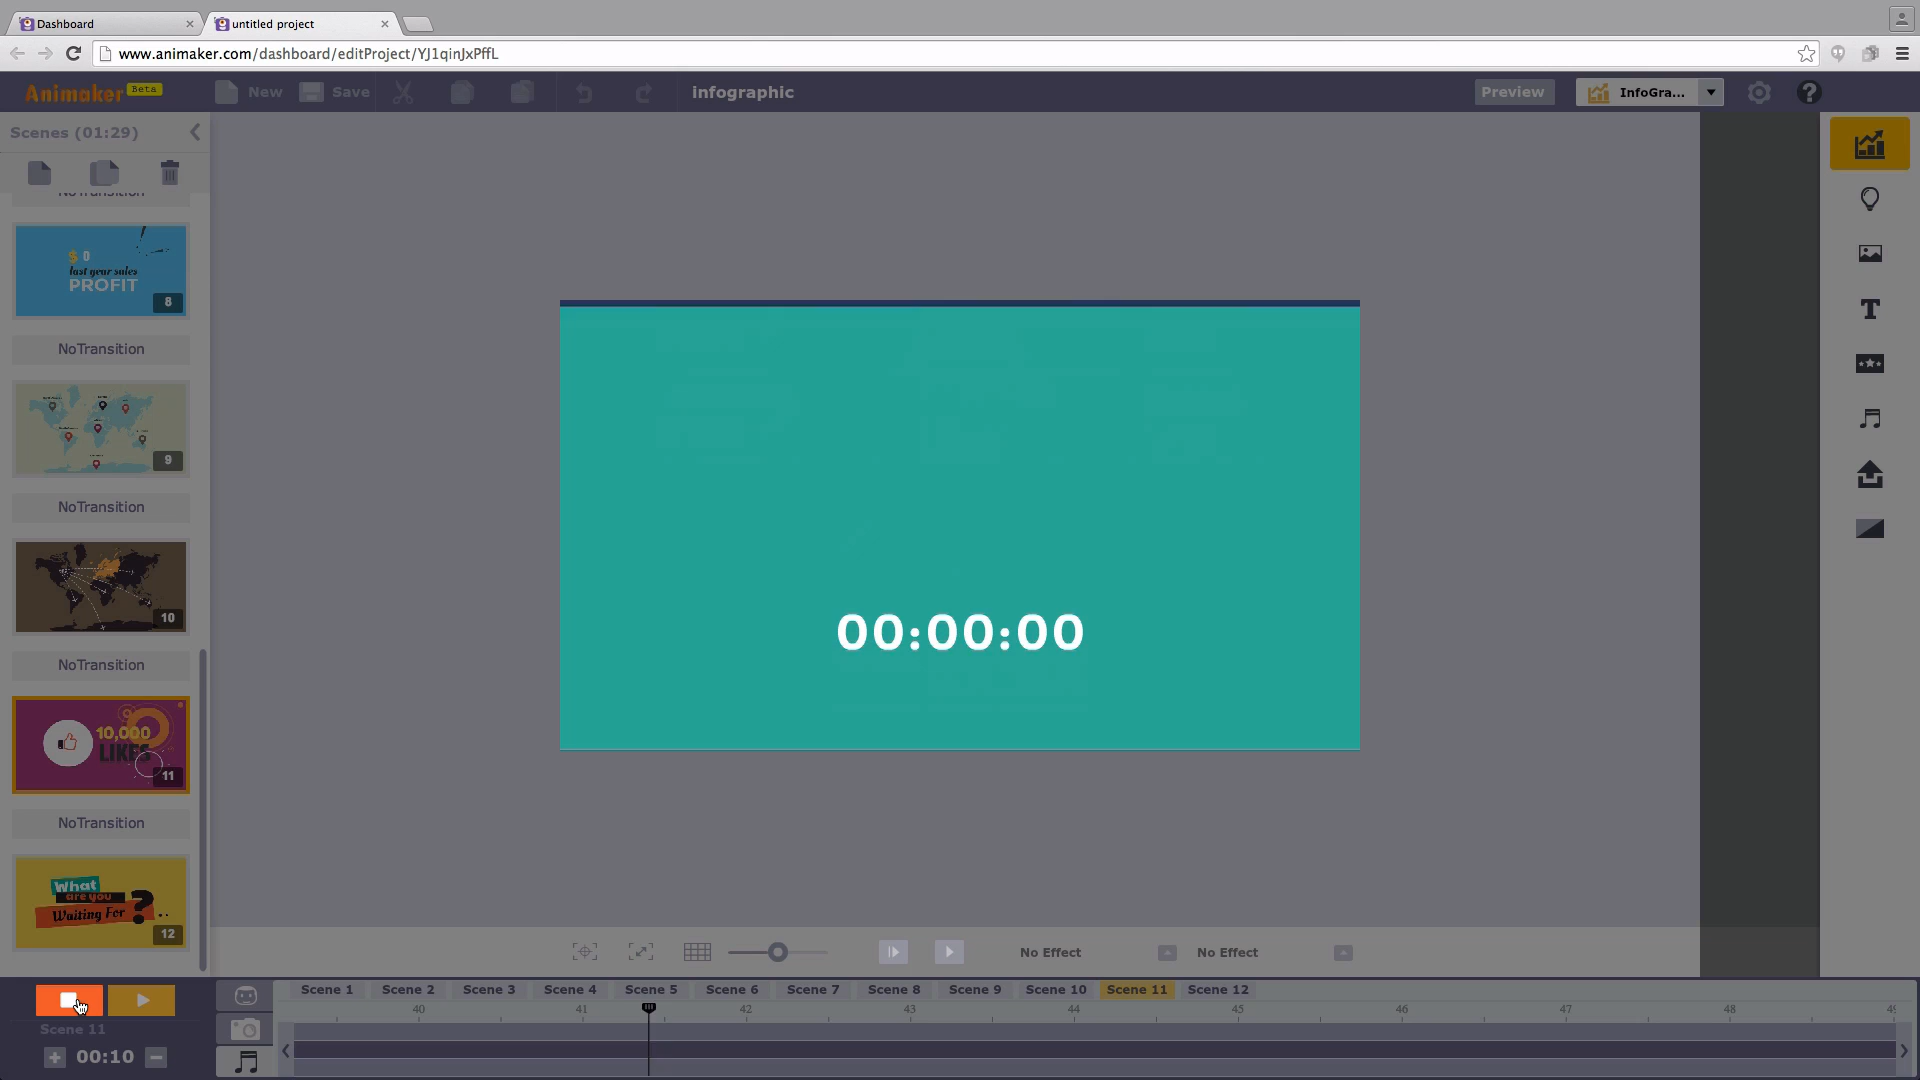 Dashboard
untitled project
www.animaker.com/dashboard/editProject/YJ1qinJxPffL
Animaker Beta
New
Save
infographic
Preview
InfoGra...
Scenes (01:29)
NoTransition
$ 0
last year sales
PROFIT
8
NoTransition
9
NoTransition
10
NoTransition
10,000
LIKES
11
NoTransition
What
are you
Waiting For ? ..
12
00:00:00
No Effect
No Effect
Scene 1
Scene 2
Scene 3
Scene 4
Scene 5
Scene 6
Scene 7
Scene 8
Scene 9
Scene 10
Scene 11
Scene 12
40
41
42
43
44
45
46
47
48
Scene 11
00:10